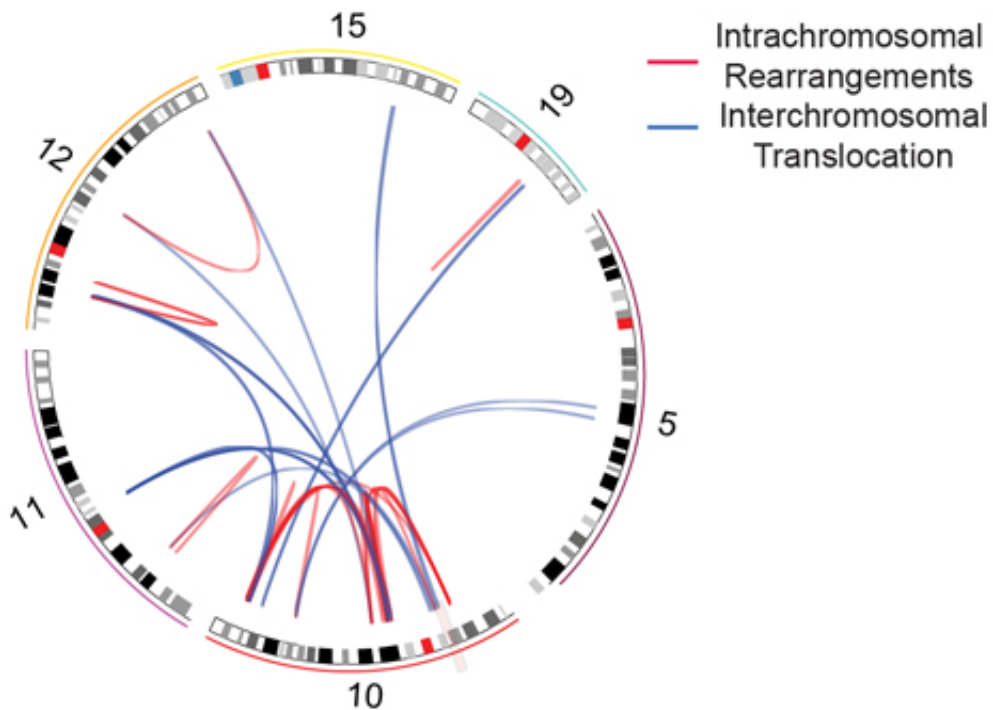 15
19
12
5
11
10
Intrachromosomal
Rearrangements
Interchromosomal
Translocation